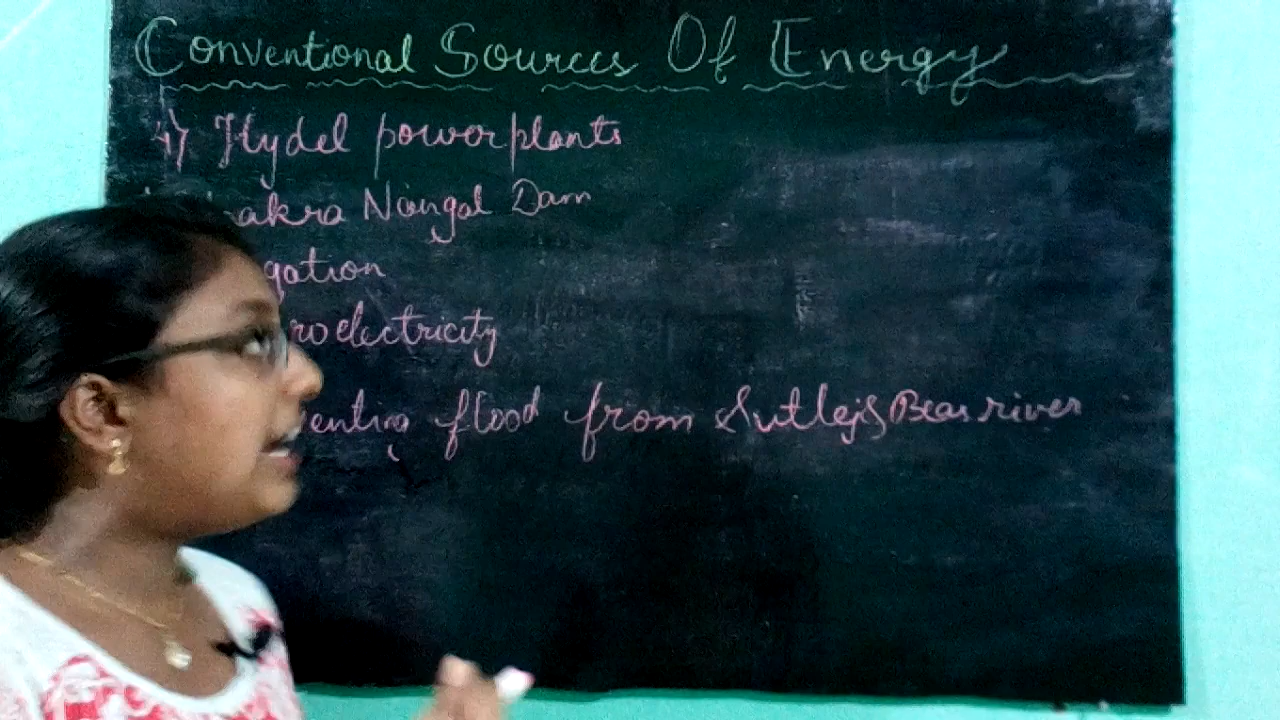 Conventional Sources Of Energy
4) Hydel powerplants
akra Nangal Dam
gation
roelectricity
enting flood from Sutlej & Beas river